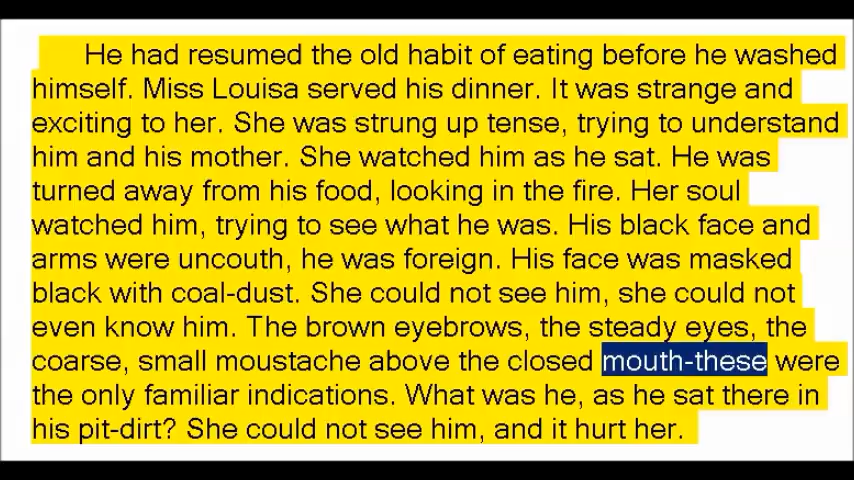 He had resumed the old habit of eating before he washed
himself. Miss Louisa served his dinner. It was strange and
exciting to her. She was strung up tense, trying to understand
him and his mother. She watched him as he sat. He was
turned away from his food, looking in the fire. Her soul
watched him, trying to see what he was. His black face and
arms were uncouth, he was foreign. His face was masked
black with coal-dust. She could not see him, she could not
even know him. The brown eyebrows, the steady eyes, the
coarse, small moustache above the closed mouth-these were
the only familiar indications. What was he, as he sat there in
his pit-dirt? She could not see him, and it hurt her.